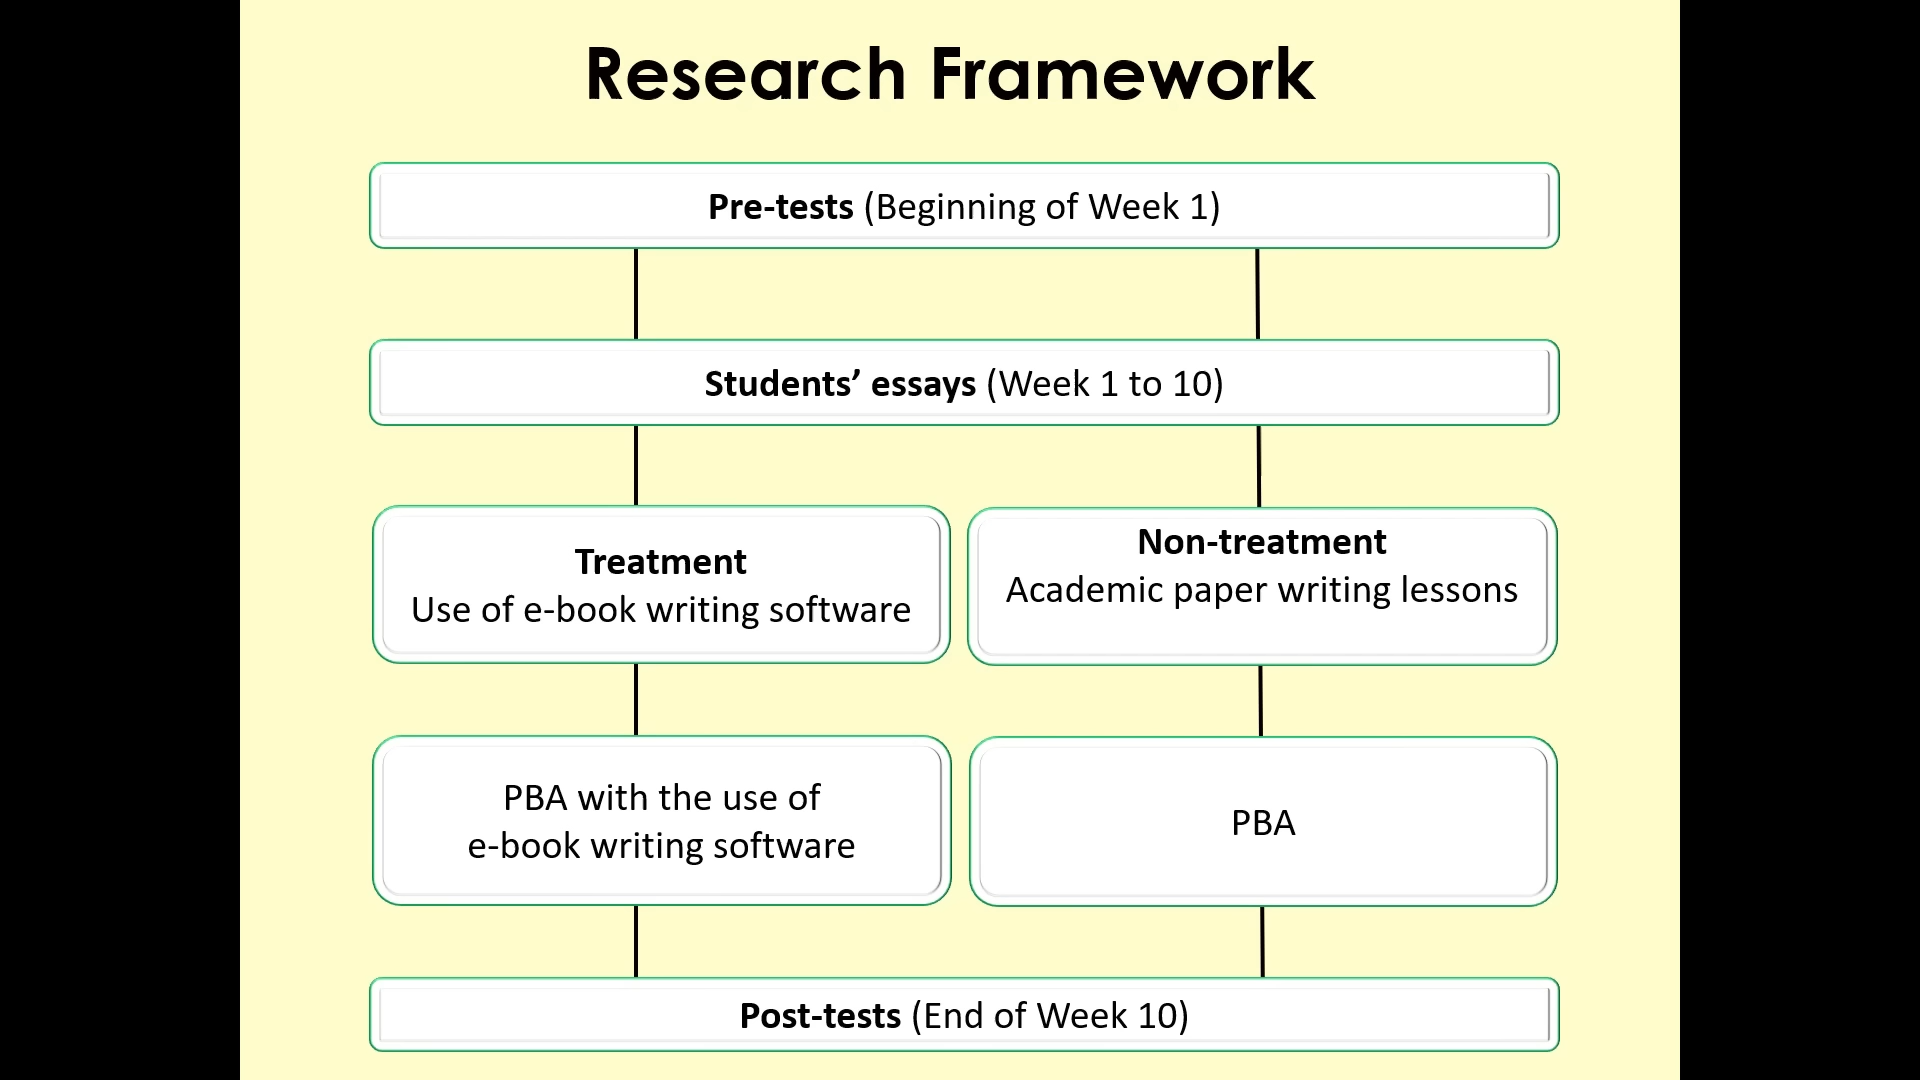 Research Framework
Pre-tests (Beginning of Week 1)
Students’ essays (Week 1 to 10)
Treatment
Use of e-book writing software
Non-treatment
Academic paper writing lessons
PBA with the use of
e-book writing software
PBA
Post-tests (End of Week 10)